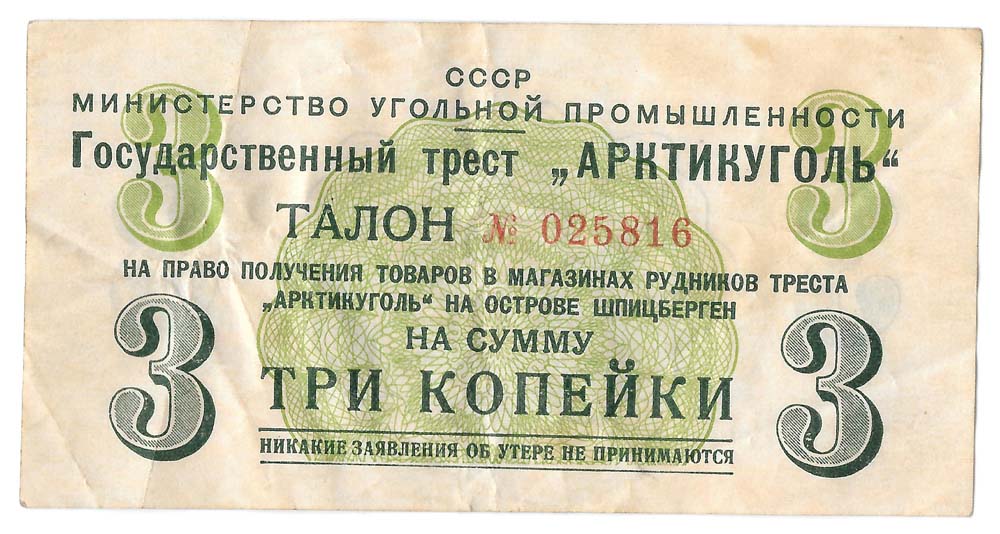 СССР
МИНИСТЕРСТВО УГОЛЬНОЙ ПРОМЫШЛЕННОСТИ
Государственный трест „АРКТИКУГОЛЬ“
3 3
ТАЛОН № 025816
НА ПРАВО ПОЛУЧЕНИЯ ТОВАРОВ В МАГАЗИНАХ РУДНИКОВ ТРЕСТА
„АРКТИКУГОЛЬ“ НА ОСТРОВЕ ШПИЦБЕРГЕН
НА СУММУ
3 ТРИ КОПЕЙКИ 3
НИКАКИЕ ЗАЯВЛЕНИЯ ОБ УТЕРЕ НЕ ПРИНИМАЮТСЯ